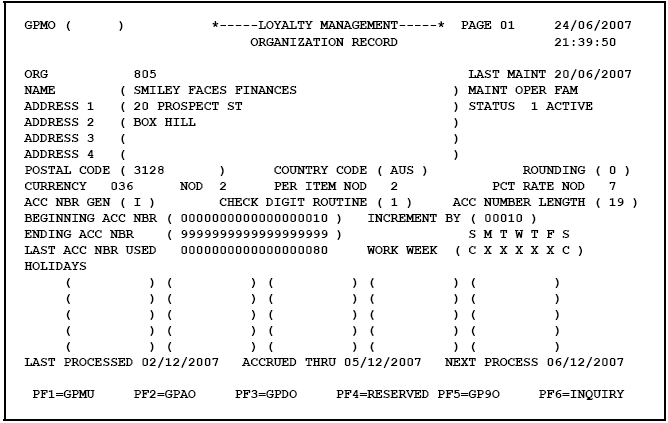 GPMO (      )            *-----LOYALTY MANAGEMENT-----*  PAGE 01     24/06/2007
ORGANIZATION RECORD                     21:39:50
ORG           805                                      LAST MAINT 20/06/2007
NAME        ( SMILEY FACES FINANCES                    ) MAINT OPER FAM
ADDRESS 1   ( 20 PROSPECT ST                           ) STATUS  1 ACTIVE
ADDRESS 2   ( BOX HILL                                 )
ADDRESS 3   (                                          )
ADDRESS 4   (                                          )
POSTAL CODE ( 3128       )      COUNTRY CODE ( AUS )            ROUNDING ( 0 )
CURRENCY   036      NOD  2      PER ITEM NOD   2            PCT RATE NOD   7
ACC NBR GEN ( I )        CHECK DIGIT ROUTINE ( 1 )     ACC NUMBER LENGTH ( 19 )
BEGINNING ACC NBR ( 0000000000000000010 )   INCREMENT BY ( 00010 )
ENDING ACC NBR    ( 9999999999999999999 )              S M T W T F S
LAST ACC NBR USED   0000000000000000080     WORK WEEK  ( C X X X X X C )
HOLIDAYS
(          ) (          ) (          ) (          ) (          )
(          ) (          ) (          ) (          ) (          )
(          ) (          ) (          ) (          ) (          )
(          ) (          ) (          ) (          ) (          )
(          ) (          ) (          ) (          ) (          )
LAST PROCESSED 02/12/2007   ACCRUED THRU 05/12/2007   NEXT PROCESS 06/12/2007
PF1=GPMU     PF2=GPAO     PF3=GPDO     PF4=RESERVED PF5=GP9O     PF6=INQUIRY